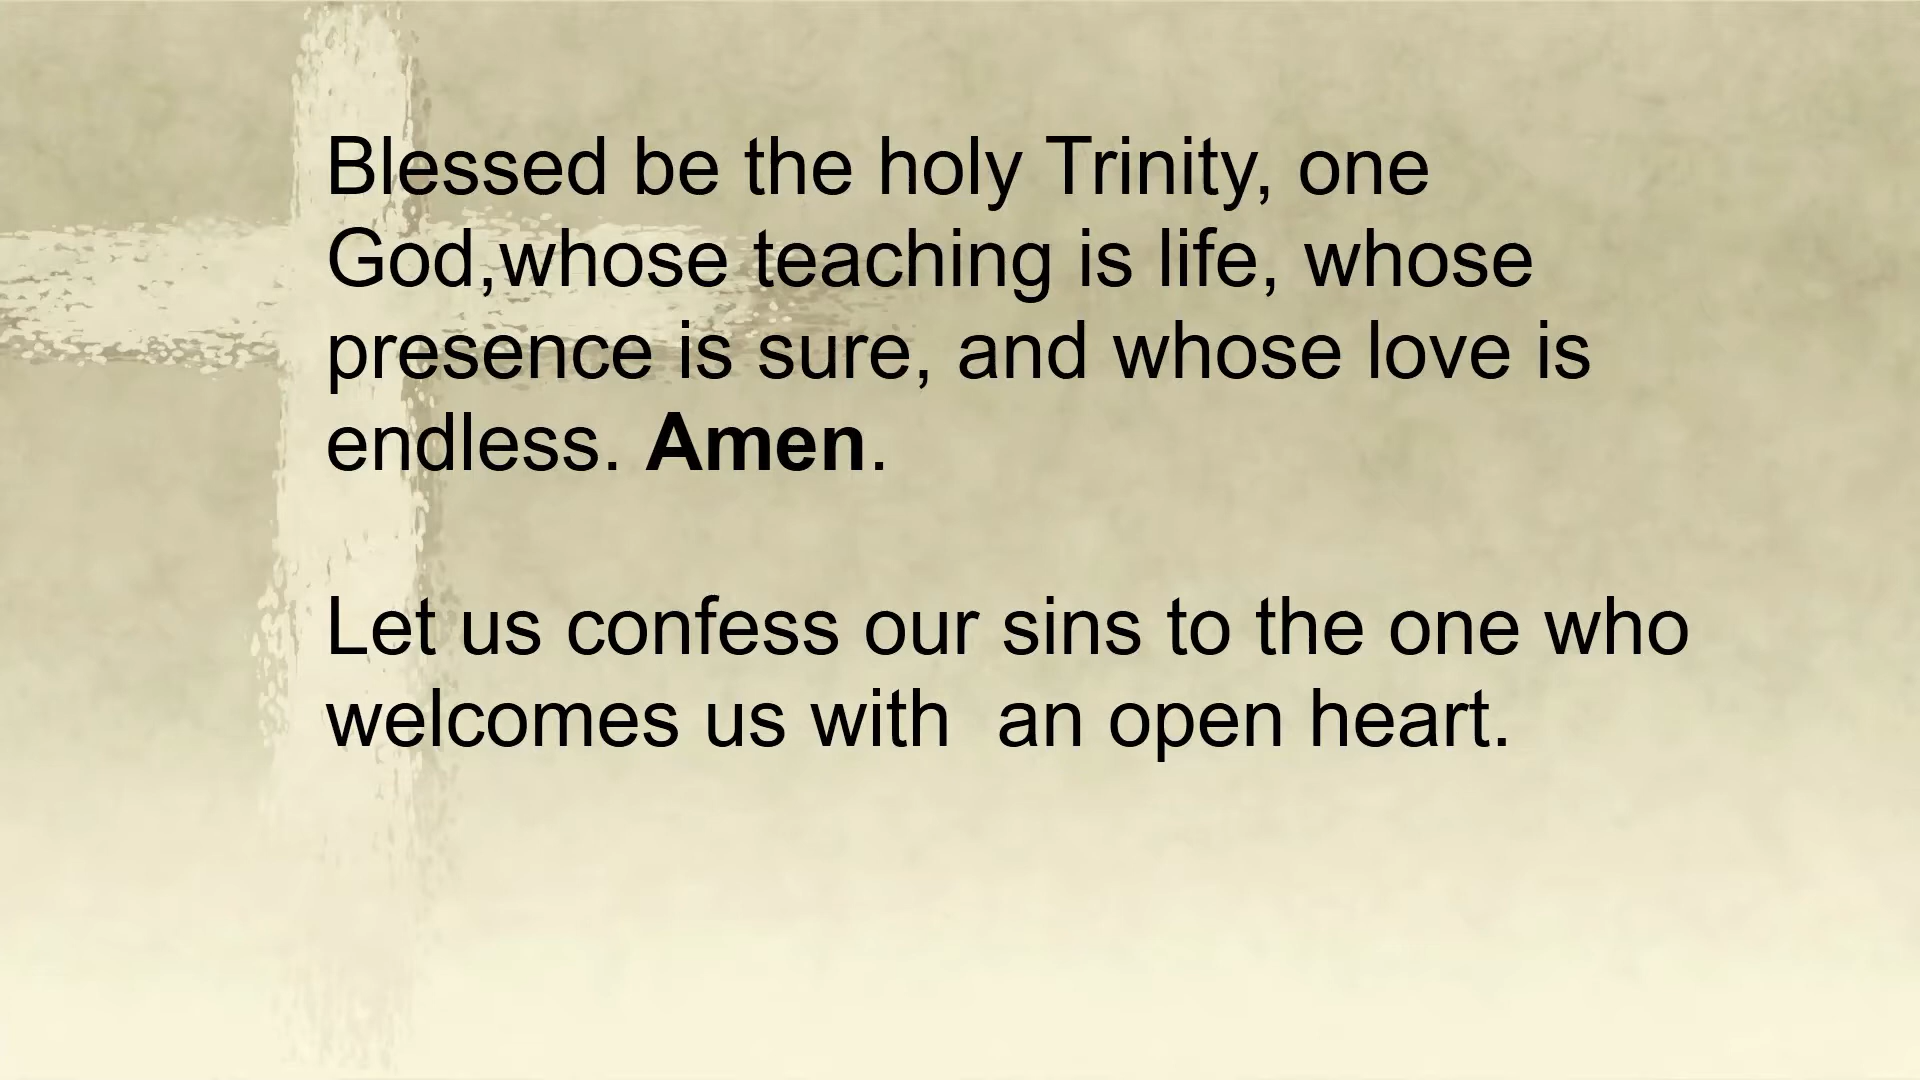 Blessed be the holy Trinity, one
God,whose teaching is life, whose
presence is sure, and whose love is
endless. Amen.
Let us confess our sins to the one who
welcomes us with  an open heart.